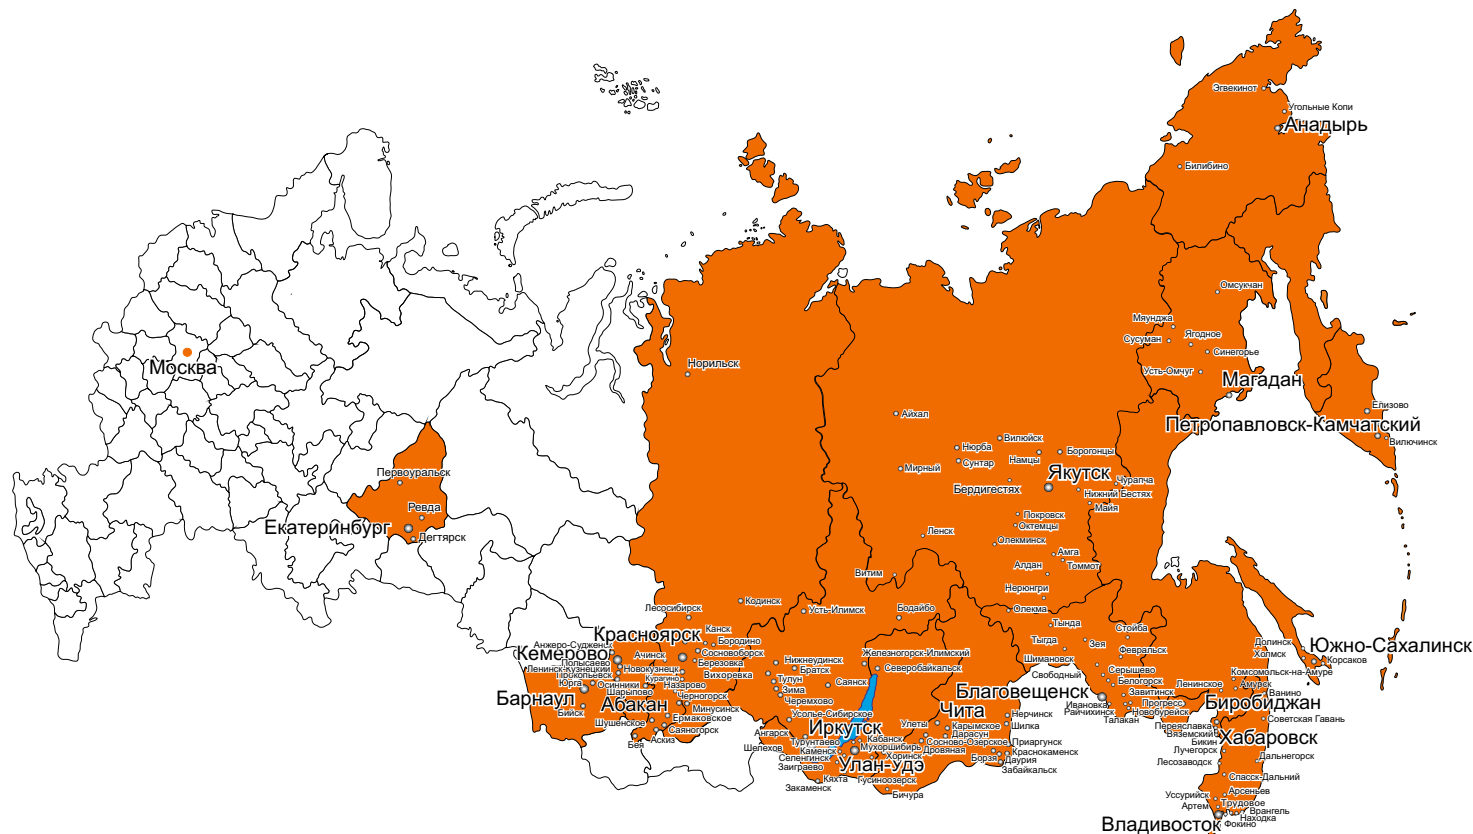 Эгвекинот
Угольные Копи
Анадырь
Билибино
Омсукчан
Мяунджа
Сусуман
Ягодное
Синегорье
Усть-Омчуг
Магадан
Елизово
Петропавловск-Камчатский
Вилючинск
Москва
Норильск
Айхал
Вилюйск
Нюрба
Сунтар
Намцы
Борогонцы
Мирный
Якутск
Чурапча
Бердигестях
Нижний Бестях
Майя
Покровск
Октемцы
Ленск
Олекминск
Амга
Томмот
Алдан
Витим
Нерюнгри
Олекма
Первоуральск
Ревда
Екатеринбург
Дегтярск
Кодинск
Лесосибирск
Усть-Илимск
Бодайбо
Тында
Стойба
Тыгда
Зея
Февральск
Шимановск
Свободный
Серышево
Белогорск
Благовещенск
Завитинск
Ивановка
Райчихинск
Прогресс
Новобурейск
Талакан
Долинск
Холмск
Южно-Сахалинск
Корсаков
Комсомольск-на-Амуре
Ленинское
Амурск
Ванино
Биробиджан
Советская Гавань
Переяславка
Вяземский
Хабаровск
Бикин
Лучегорск
Лесозаводск
Дальнегорск
Спасск-Дальний
Арсеньев
Уссурийск
Артем
Трудовое
Врангель
Находка
Фокино
Владивосток
Канск
Красноярск
Бородино
Анжеро-Судженск
Кемерово
Ачинск
Сосновоборск
Березовка
Полысаево
Ленинск-Кузнецкий
Новокузнецк
Вихоревка
Прокопьевск
Курагино
Юрга
Осинники
Назарово
Шарыпово
Барнаул
Черногорск
Абакан
Минусинск
Бийск
Ермаковское
Шушенское
Саяногорск
Бея
Аскиз
Нижнеудинск
Братск
Железногорск-Илимский
Северобайкальск
Тулун
Зима
Саянск
Черемхово
Усолье-Сибирское
Иркутск
Ангарск
Шелехов
Турунтаево
Кабанск
Каменск
Мухоршибирь
Селенгинск
Хоринск
Улан-Удэ
Заиграево
Кяхта
Гусиноозерск
Закаменск
Бичура
Чита
Улеты
Карымское
Дарасун
Нерчинск
Шилка
Сосново-Озерское
Дровяная
Приаргунск
Борзя
Краснокаменск
Даурия
Забайкальск